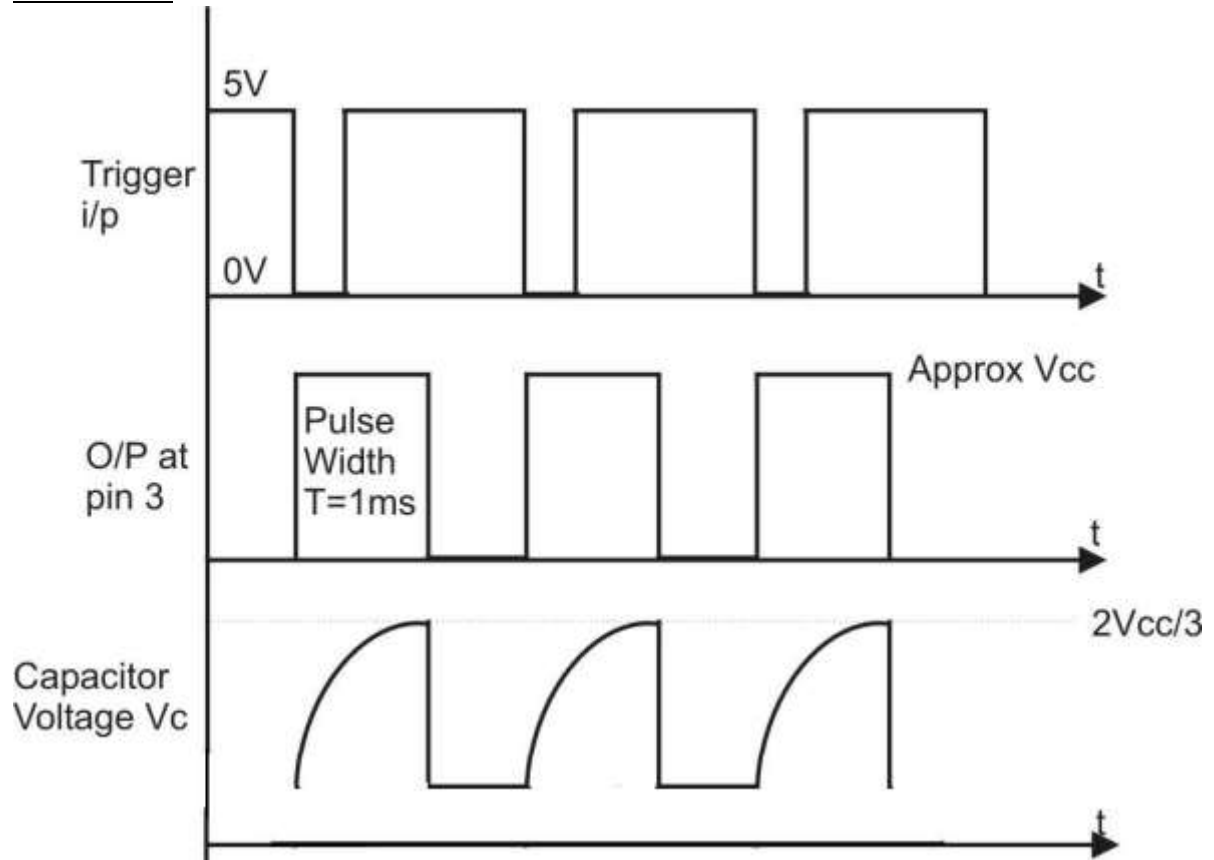 5V
Trigger
i/p
0V
t
Approx Vcc
Pulse
Width
T=1ms
O/P at
pin 3
t
2Vcc/3
Capacitor
Voltage Vc
t